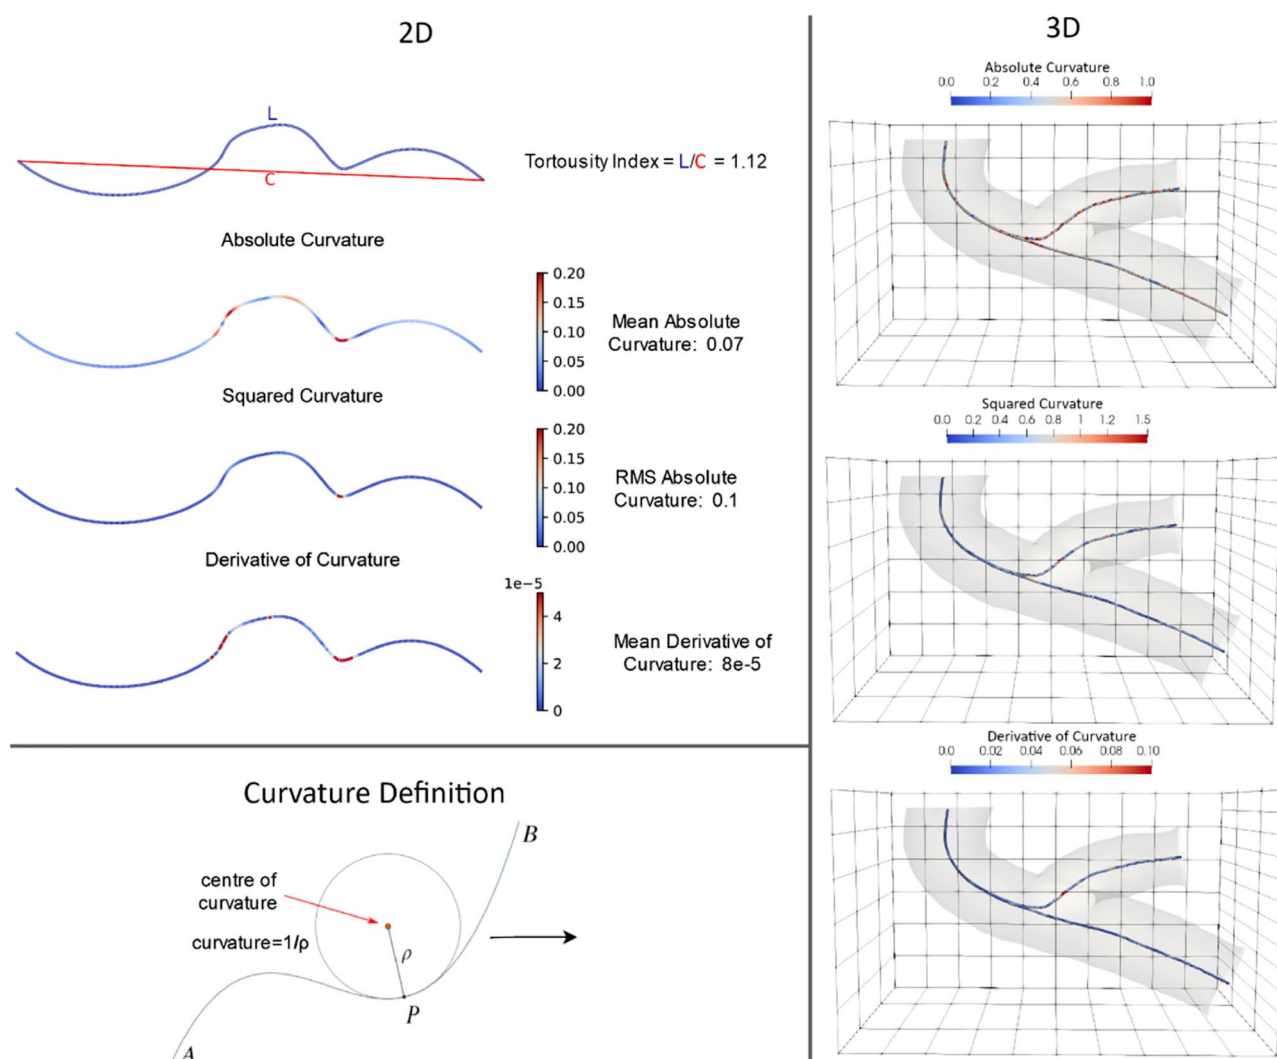 2D
L
C
Tortousity Index = L/C = 1.12
Absolute Curvature
0.20
0.15
0.10
0.05
0.00
Mean Absolute
Curvature: 0.07
Squared Curvature
0.20
0.15
0.10
0.05
0.00
RMS Absolute
Curvature: 0.1
Derivative of Curvature
1e-5
4
2
0
Mean Derivative of
Curvature: 8e-5
Curvature Definition
centre of
curvature
curvature=1/ρ
ρ
P
B
A
3D
Absolute Curvature
0.0 0.2 0.4 0.6 0.8 1.0
Squared Curvature
0.0 0.2 0.4 0.6 0.8 1 1.2 1.5
Derivative of Curvature
0.0 0.02 0.04 0.06 0.08 0.10